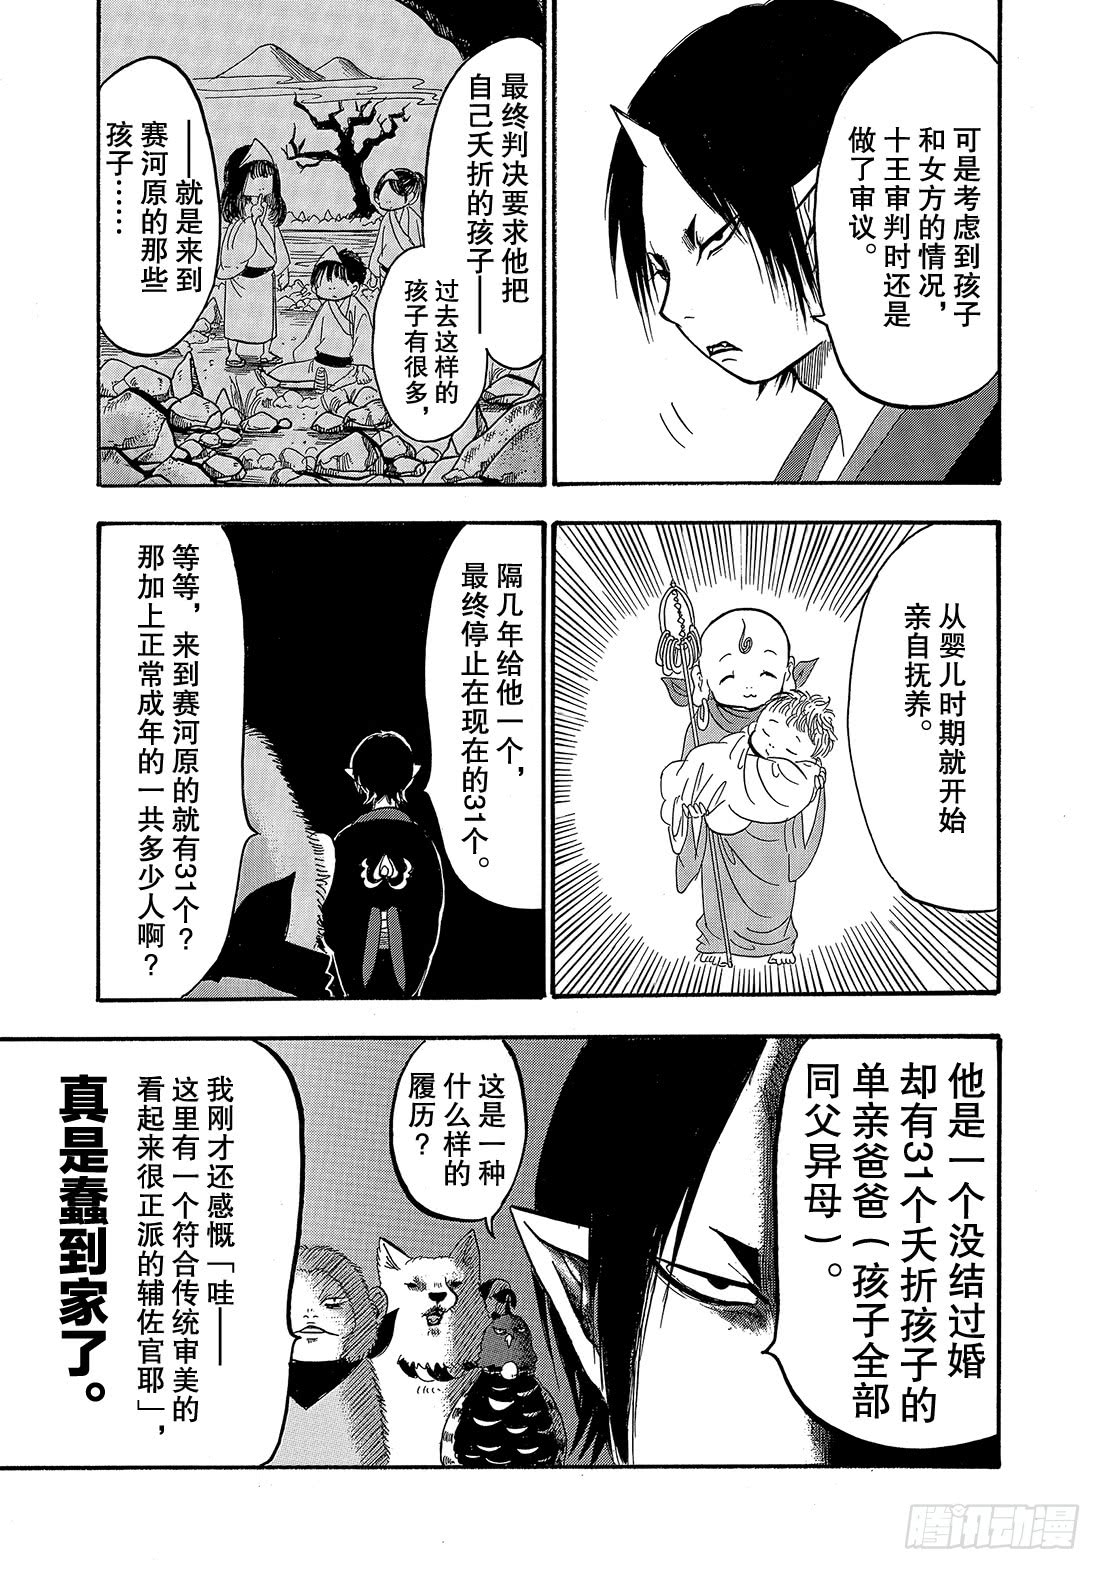 可是考虑到孩子
和女方的情况，
十王审判时还是
做了审议。
最终判决要求他把
自己夭折的孩子——
过去这样的
孩子有很多，
——就是来到
赛河原的那些
孩子……
从婴儿时期就开始
亲自抚养。
隔几年给他一个，
最终停止在现在的31个。
等等，来到赛河原的就有31个？
那加上正常成年的一共多少人啊？
他是一个没结过婚
却有31个夭折孩子的
单亲爸爸（孩子全部
同父异母）。
这是一种
什么样的
履历？
我刚才还感慨「哇——
这里有一个符合传统审美的
看起来很正派的辅佐官耶」，
真是蠢到家了。
腾讯动漫